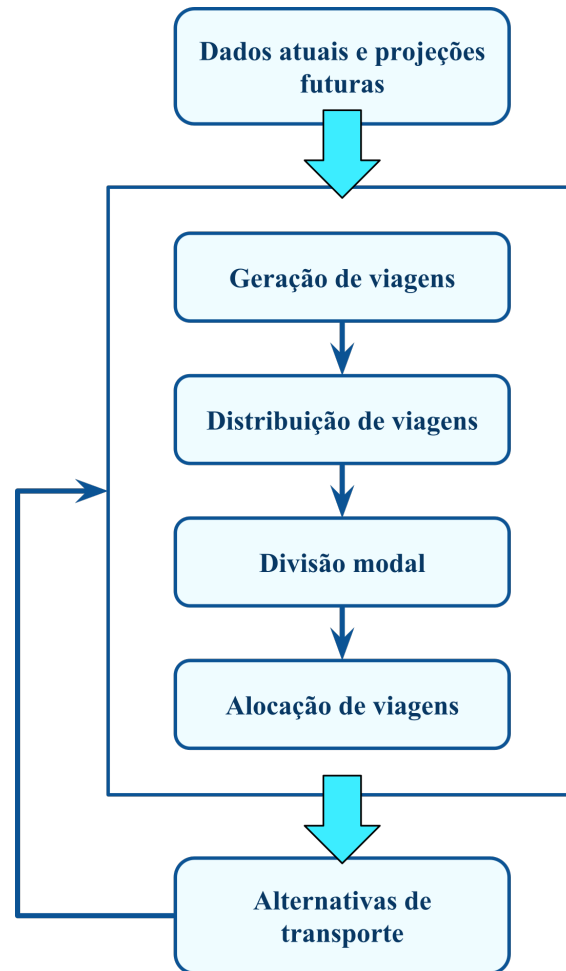 Dados atuais e projeções
futuras
Geração de viagens
Distribuição de viagens
Divisão modal
Alocação de viagens
Alternativas de
transporte